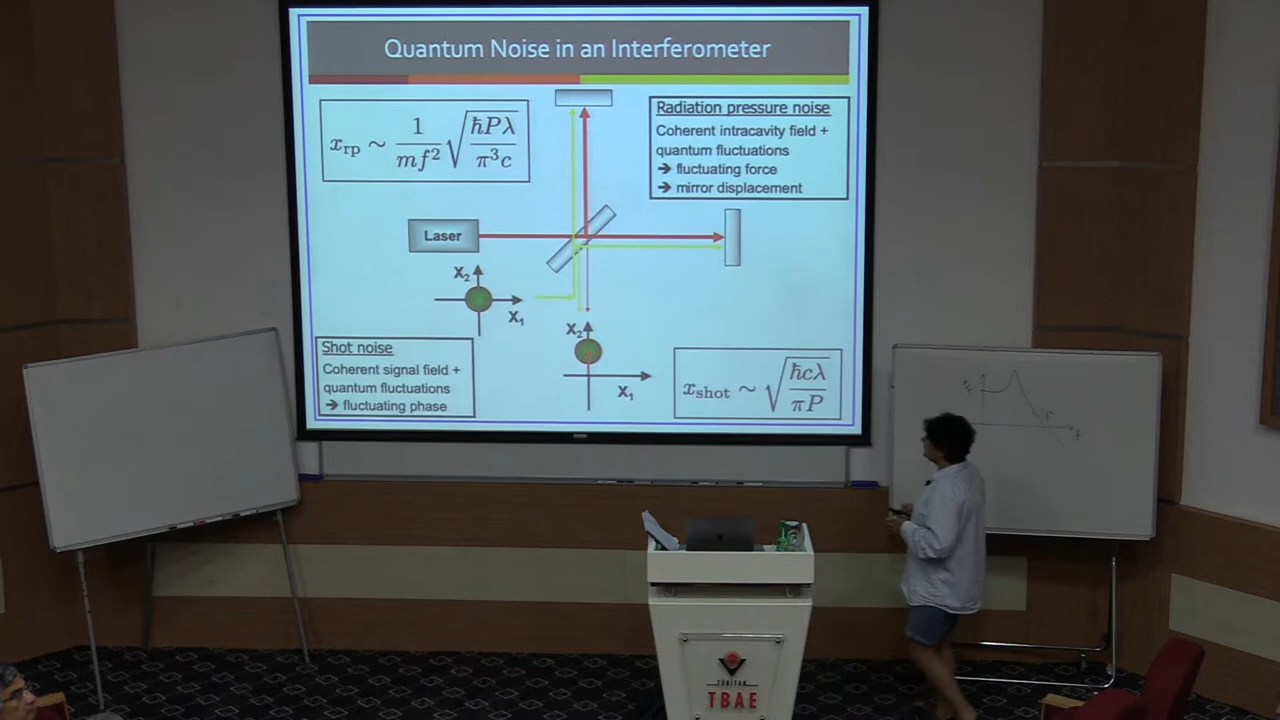 Quantum Noise in an Interferometer
x_rp ~ 1/(mf²) √(ħPλ/(π³c))
Radiation pressure noise
Coherent intracavity field +
quantum fluctuations
➔ fluctuating force
➔ mirror displacement
Laser
X₂
X₁
Shot noise
Coherent signal field +
quantum fluctuations
➔ fluctuating phase
X₂
X₁
x_shot ~ √(ħcλ/(πP))
TÜBİTAK
TBAE